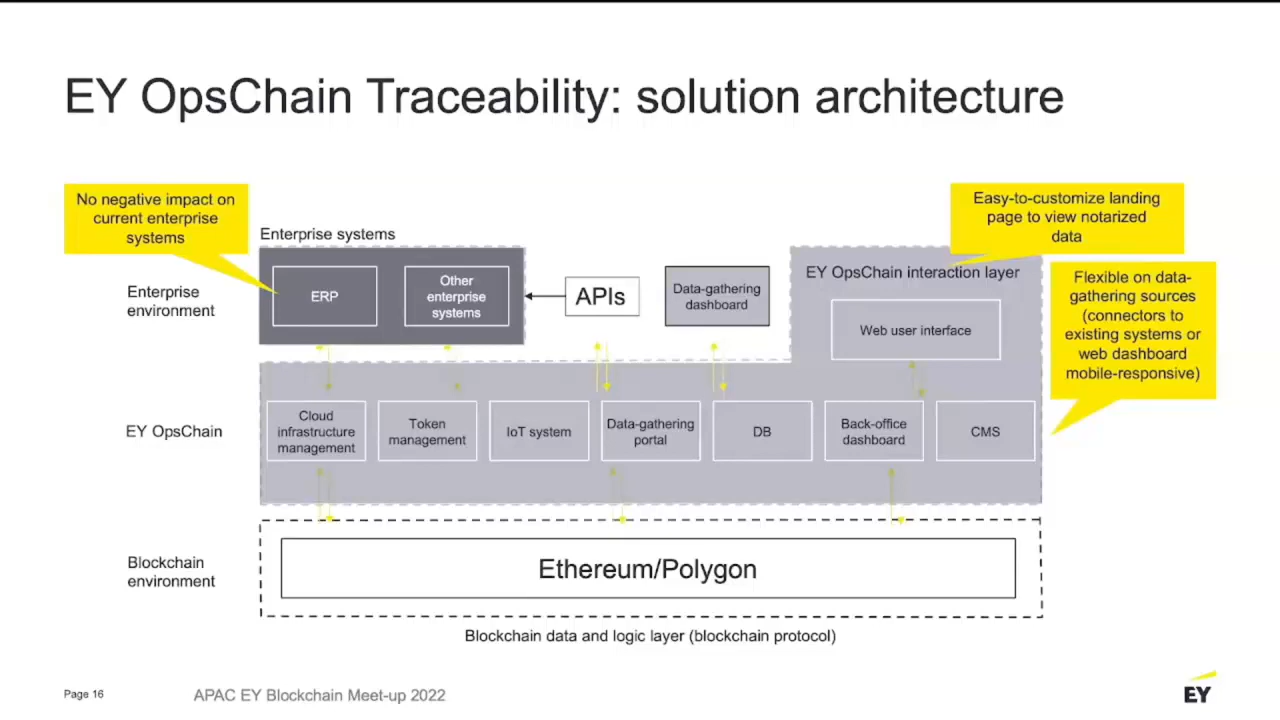 EY OpsChain Traceability: solution architecture
No negative impact on
current enterprise
systems
Easy-to-customize landing
page to view notarized
data
Enterprise systems
EY OpsChain interaction layer
Flexible on data-
gathering sources
(connectors to
existing systems or
web dashboard
mobile-responsive)
Enterprise
environment
ERP
Other
enterprise
systems
APIs
Data-gathering
dashboard
Web user interface
EY OpsChain
Cloud
infrastructure
management
Token
management
IoT system
Data-gathering
portal
DB
Back-office
dashboard
CMS
Blockchain
environment
Ethereum/Polygon
Blockchain data and logic layer (blockchain protocol)
Page 16
APAC EY Blockchain Meet-up 2022
EY